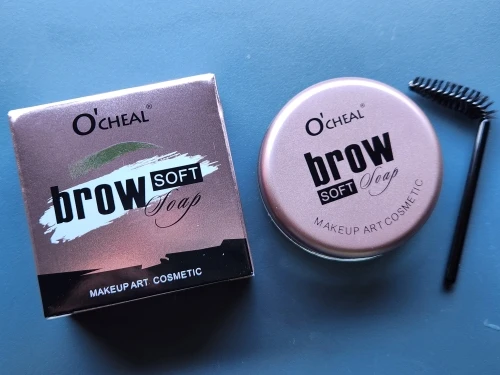 O'CHEAL®
brow SOFT
Soap
MAKEUP ART COSMETIC
O'CHEAL®
brow
SOFT Soap
MAKEUP ART COSMETIC